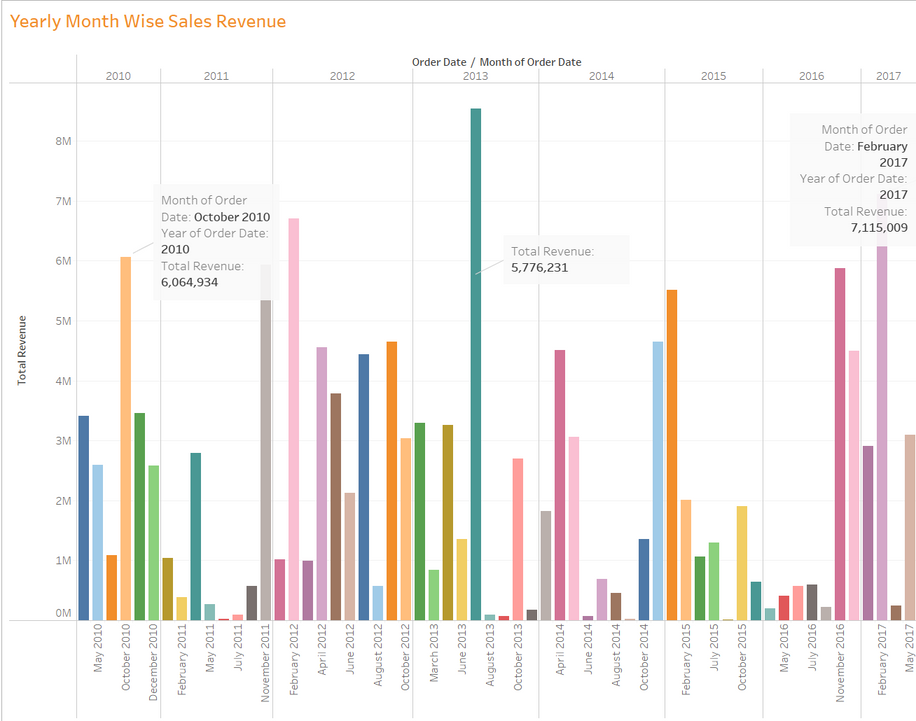 Yearly Month Wise Sales Revenue
Order Date / Month of Order Date
2010 2011 2012 2013 2014 2015 2016 2017
Total Revenue
8M
7M
6M
5M
4M
3M
2M
1M
0M
Month of Order
Date: October 2010
Year of Order Date:
2010
Total Revenue:
6,064,934
Total Revenue:
5,776,231
Month of Order
Date: February
2017
Year of Order Date:
2017
Total Revenue:
7,115,009
May 2010
October 2010
December 2010
February 2011
May 2011
July 2011
November 2011
February 2012
April 2012
June 2012
August 2012
October 2012
March 2013
June 2013
August 2013
October 2013
April 2014
June 2014
August 2014
October 2014
February 2015
July 2015
October 2015
May 2016
July 2016
November 2016
February 2017
May 2017